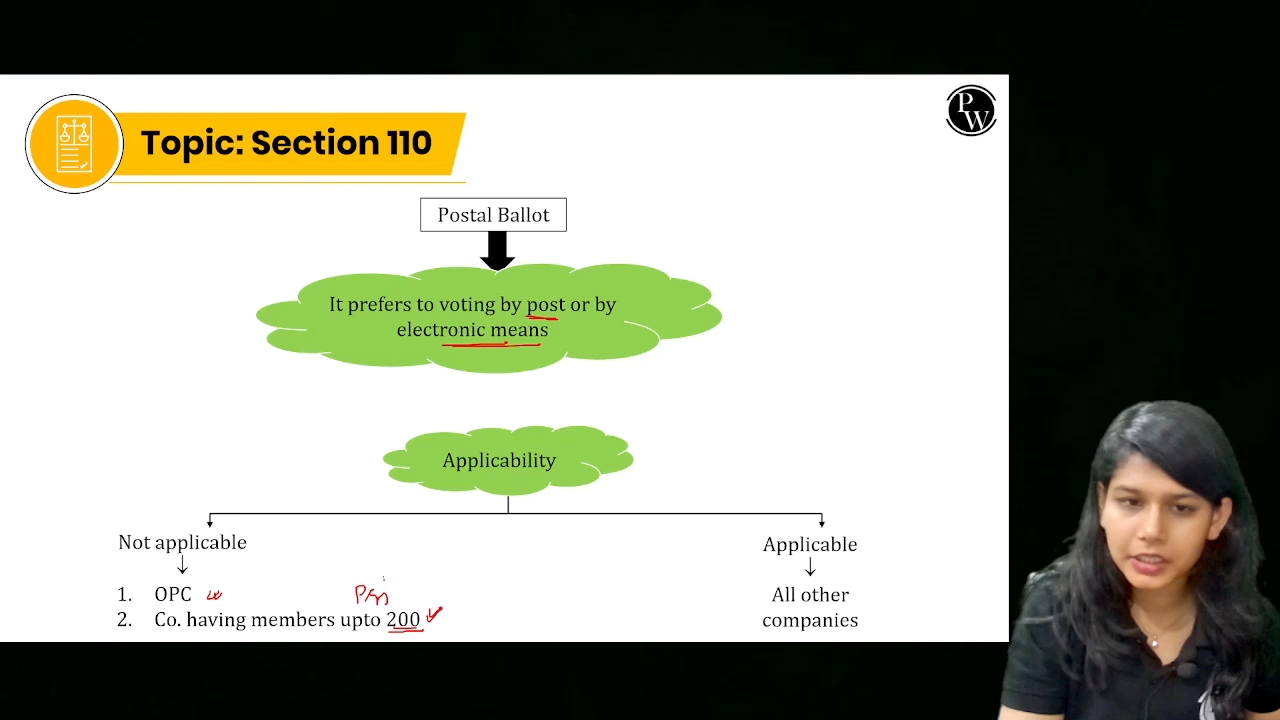 PW
Topic: Section 110
Postal Ballot
It prefers to voting by post or by
electronic means
Applicability
Not applicable
Applicable
1. OPC
2. Co. having members upto 200
All other
companies